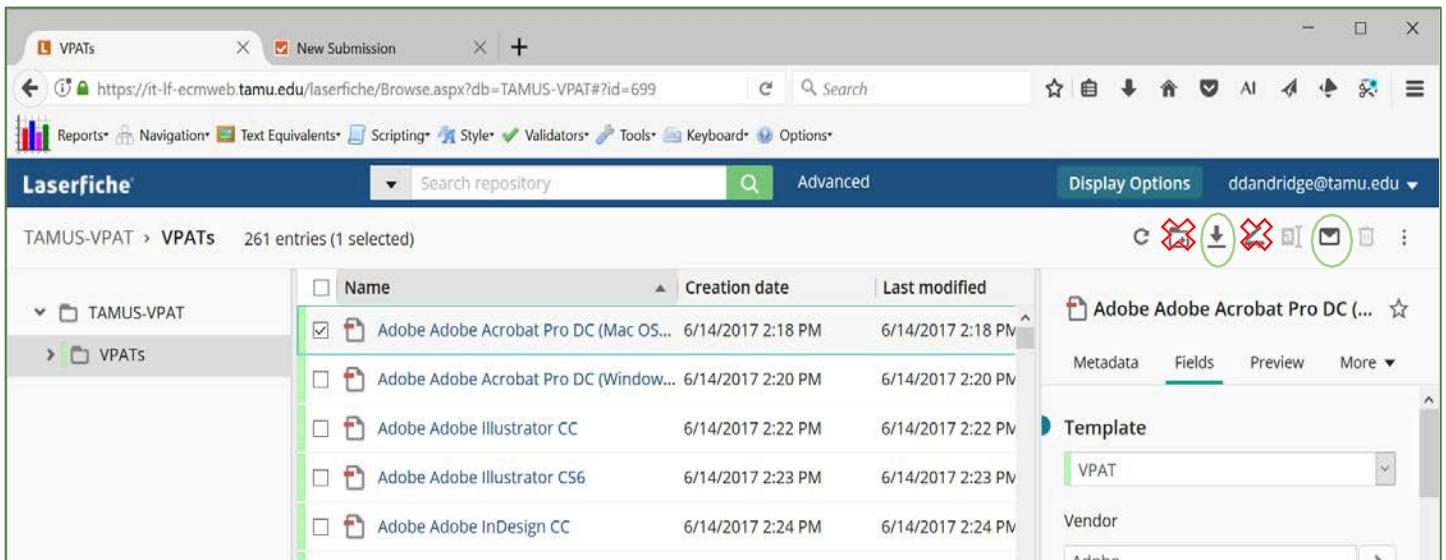 VPATs New Submission
https://it-lf-ecmweb.tamu.edu/laserfiche/Browse.aspx?db=TAMUS-VPAT#?id=699 Search AI
Reports Navigation Text Equivalents Scripting Style Validators Tools Keyboard Options
Laserfiche Search repository Advanced Display Options ddandridge@tamu.edu
TAMUS-VPAT > VPATs 261 entries (1 selected)
Name Creation date Last modified
TAMUS-VPAT
VPATs
Adobe Adobe Acrobat Pro DC (Mac OS... 6/14/2017 2:18 PM 6/14/2017 2:18 PM
Adobe Adobe Acrobat Pro DC (Window... 6/14/2017 2:20 PM 6/14/2017 2:20 PM
Adobe Adobe Illustrator CC 6/14/2017 2:22 PM 6/14/2017 2:22 PM
Adobe Adobe Illustrator CS6 6/14/2017 2:23 PM 6/14/2017 2:23 PM
Adobe Adobe InDesign CC 6/14/2017 2:24 PM 6/14/2017 2:24 PM
Adobe Adobe Acrobat Pro DC (...
Metadata Fields Preview More
Template
VPAT
Vendor
Adobe